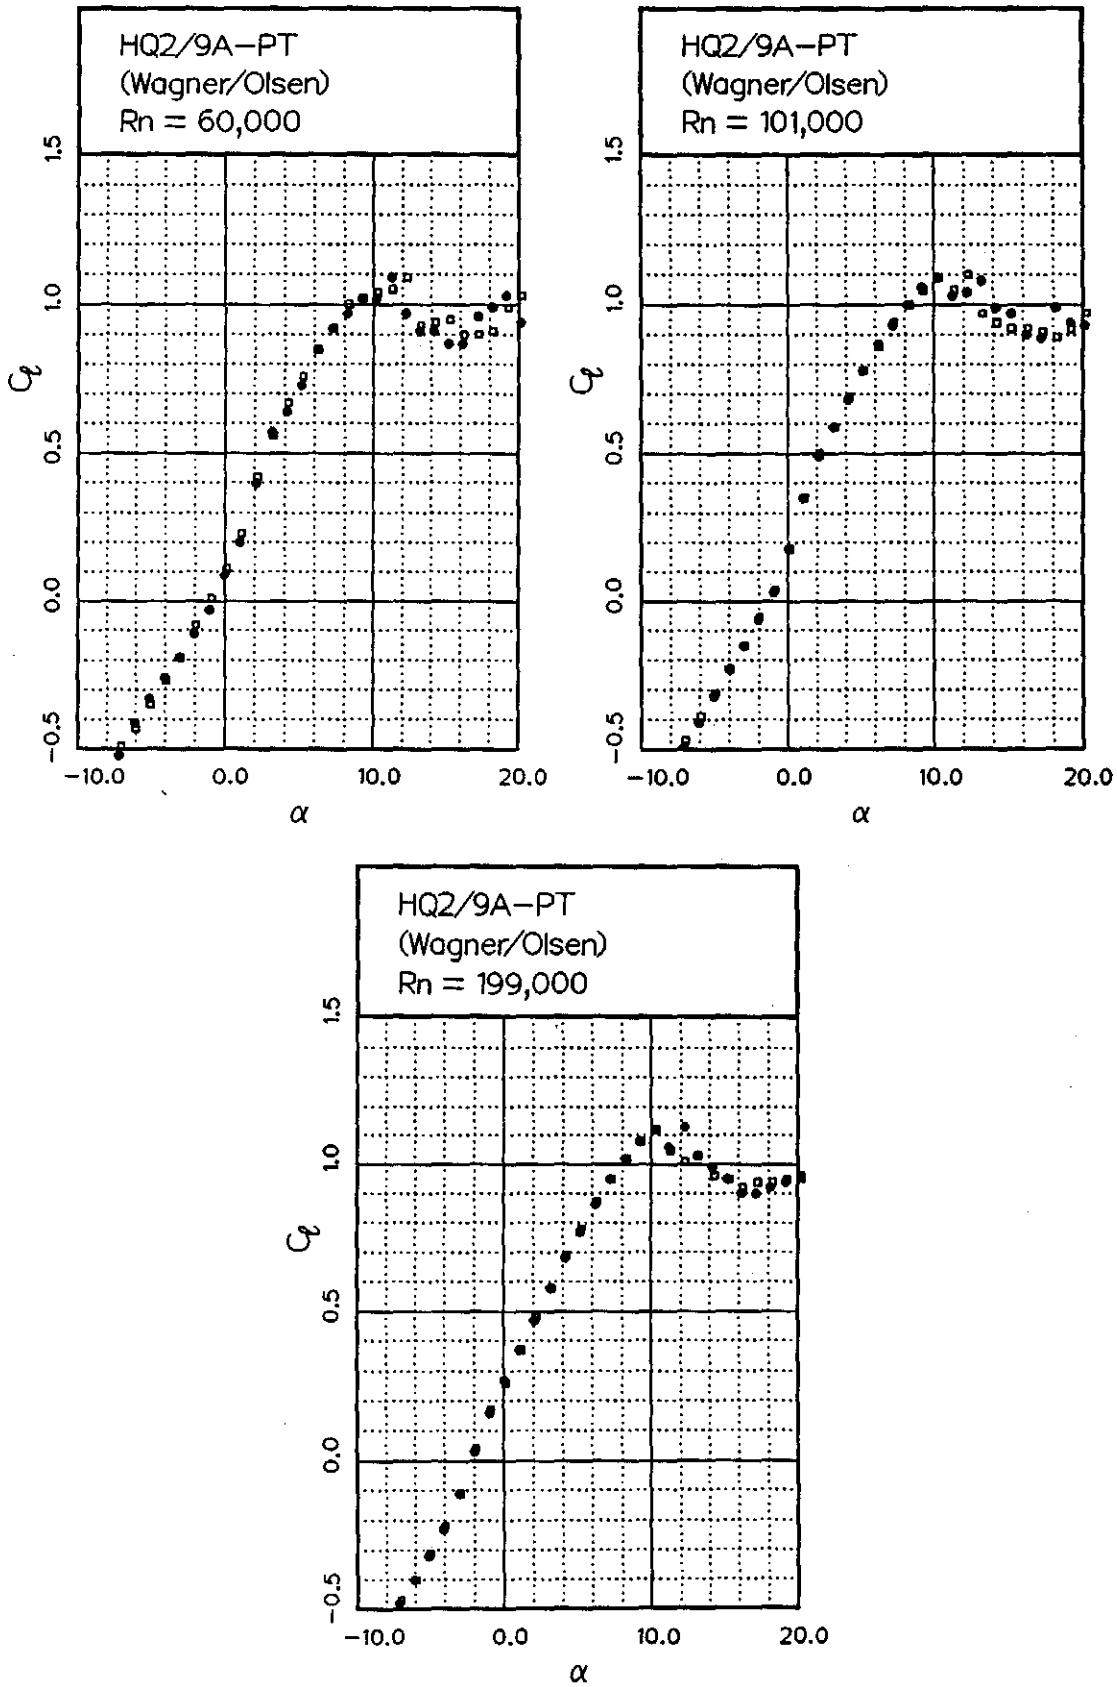 HQ2/9A-PT
(Wagner/Olsen)
Rn = 60,000
1.5
1.0
0.5
0.0
-0.5
Cℓ
-10.0 0.0 10.0 20.0
α
HQ2/9A-PT
(Wagner/Olsen)
Rn = 101,000
1.5
1.0
0.5
0.0
-0.5
Cℓ
-10.0 0.0 10.0 20.0
α
HQ2/9A-PT
(Wagner/Olsen)
Rn = 199,000
1.5
1.0
0.5
0.0
-0.5
Cℓ
-10.0 0.0 10.0 20.0
α